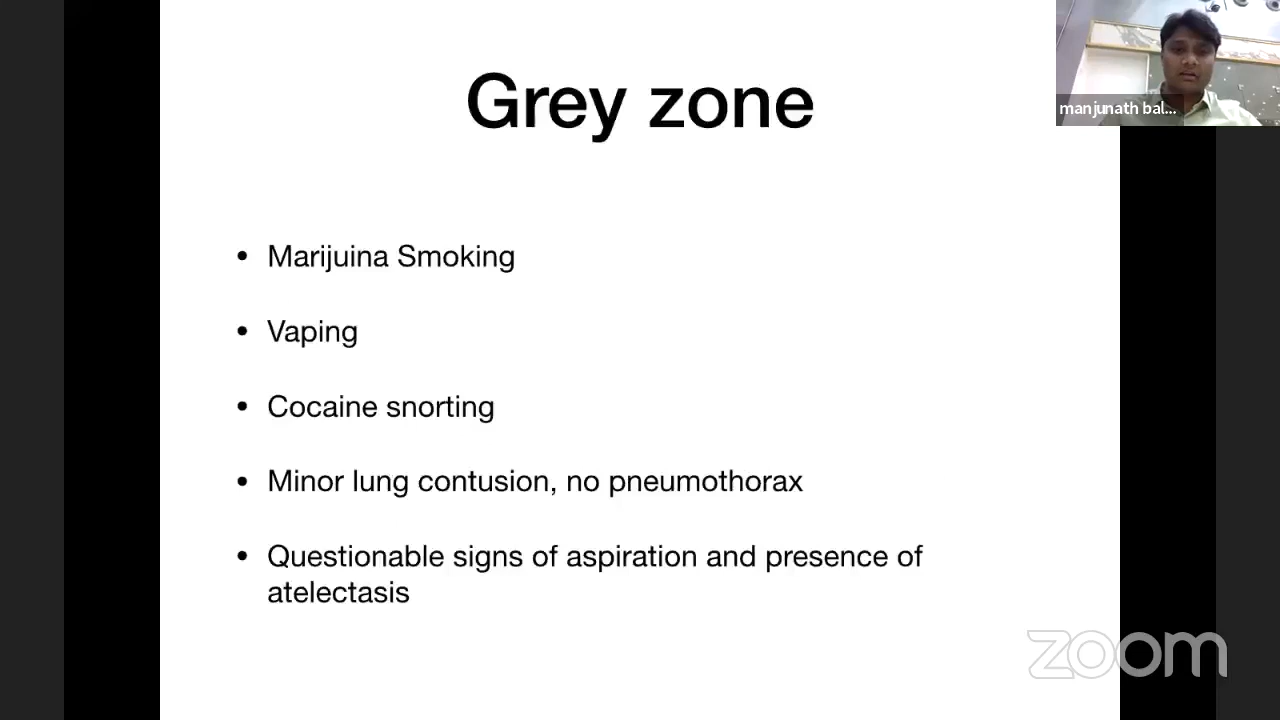 Grey zone
manjunath bal...
• Marijuina Smoking
• Vaping
• Cocaine snorting
• Minor lung contusion, no pneumothorax
• Questionable signs of aspiration and presence of
atelectasis
zoom